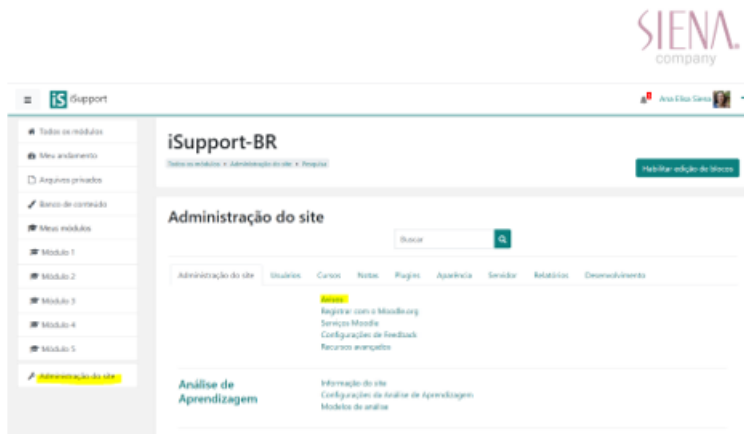 SIENA
company
iSupport
Ana Elisa Siena
Todos os módulos
Meu andamento
Arquivos privados
Banco de conteúdo
Meus módulos
Módulo 1
Módulo 2
Módulo 3
Módulo 4
Módulo 5
Administração do site
iSupport-BR
Todos os módulos • Administração do site • Pesquisa
Habilitar edição de blocos
Administração do site
Buscar
Administração do site Usuários Cursos Notas Plugins Aparência Servidor Relatórios Desenvolvimento
Avisos
Registrar com o Moodle.org
Serviços Moodle
Configurações de Feedback
Recursos avançados
Análise de
Aprendizagem
Informação do site
Configurações da Análise de Aprendizagem
Modelos de análise